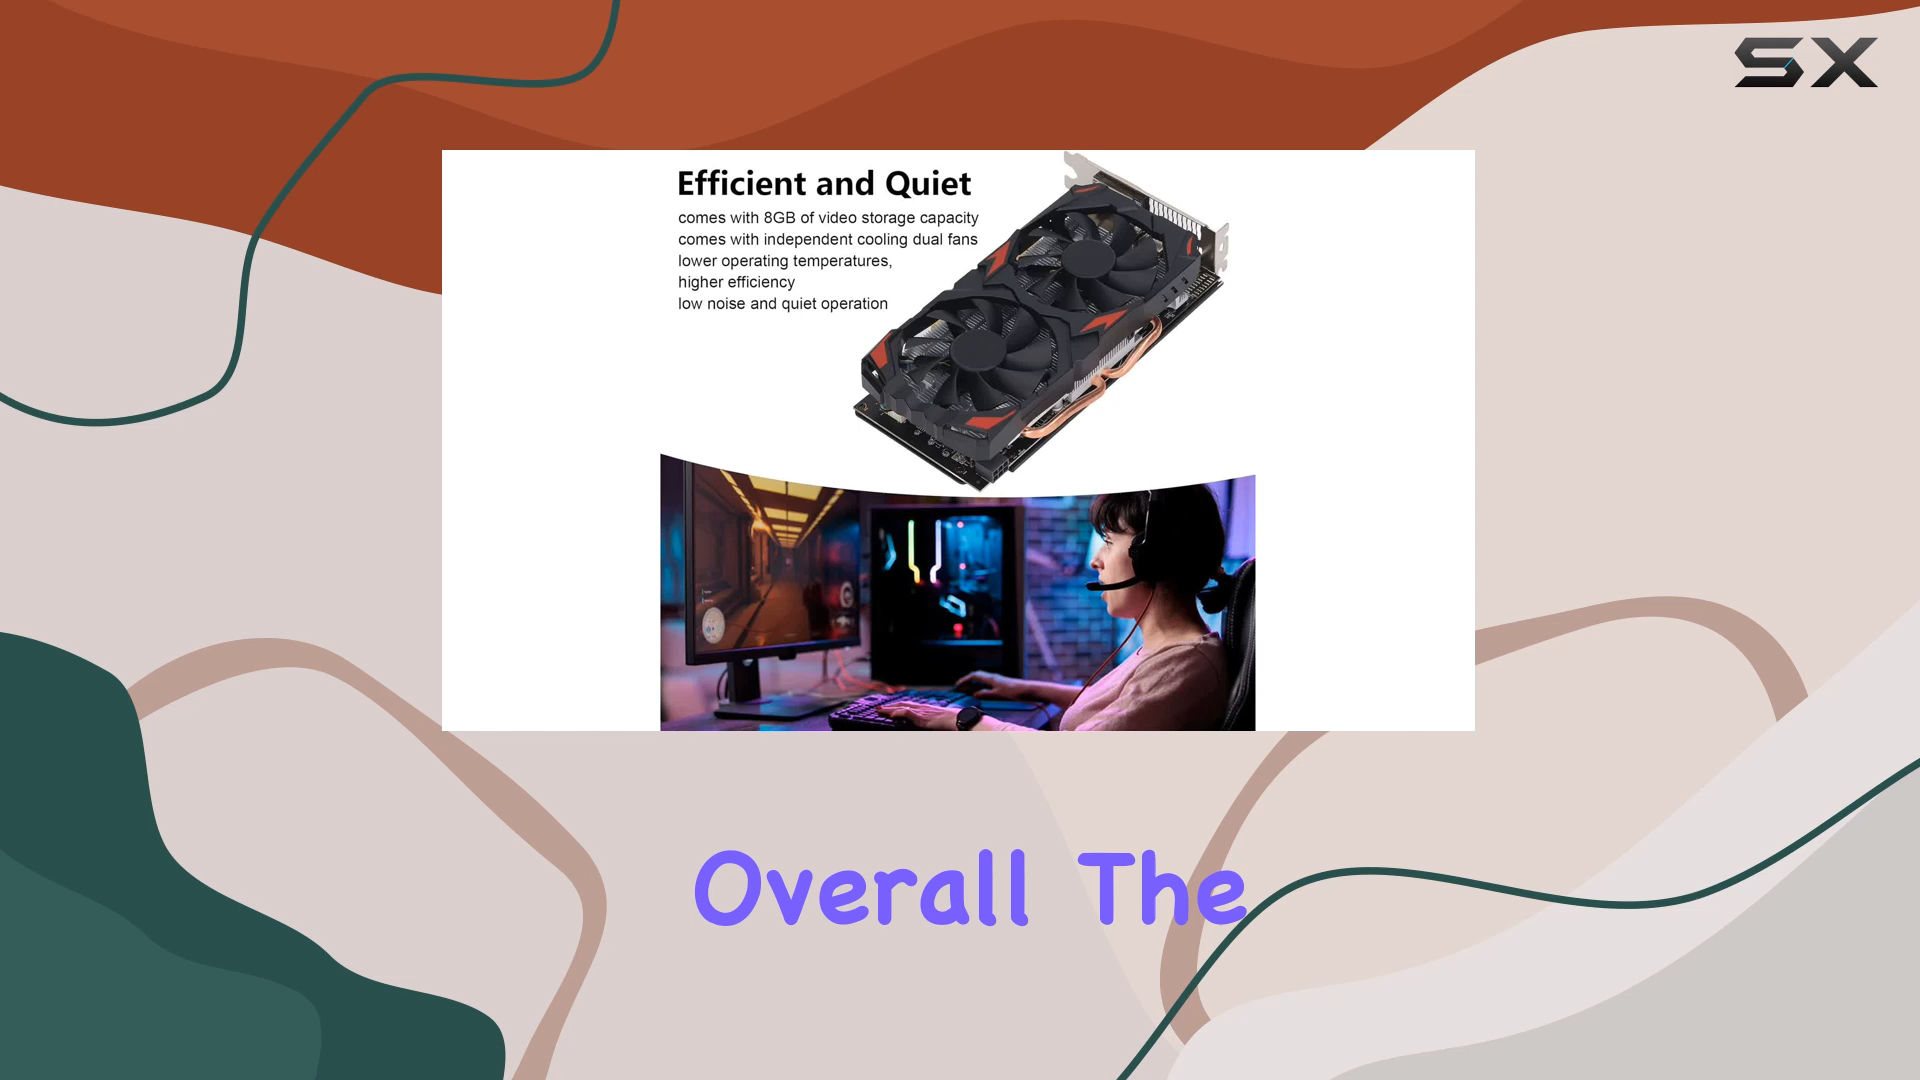 SX
Efficient and Quiet
comes with 8GB of video storage capacity
comes with independent cooling dual fans
lower operating temperatures,
higher efficiency
low noise and quiet operation
Overall The